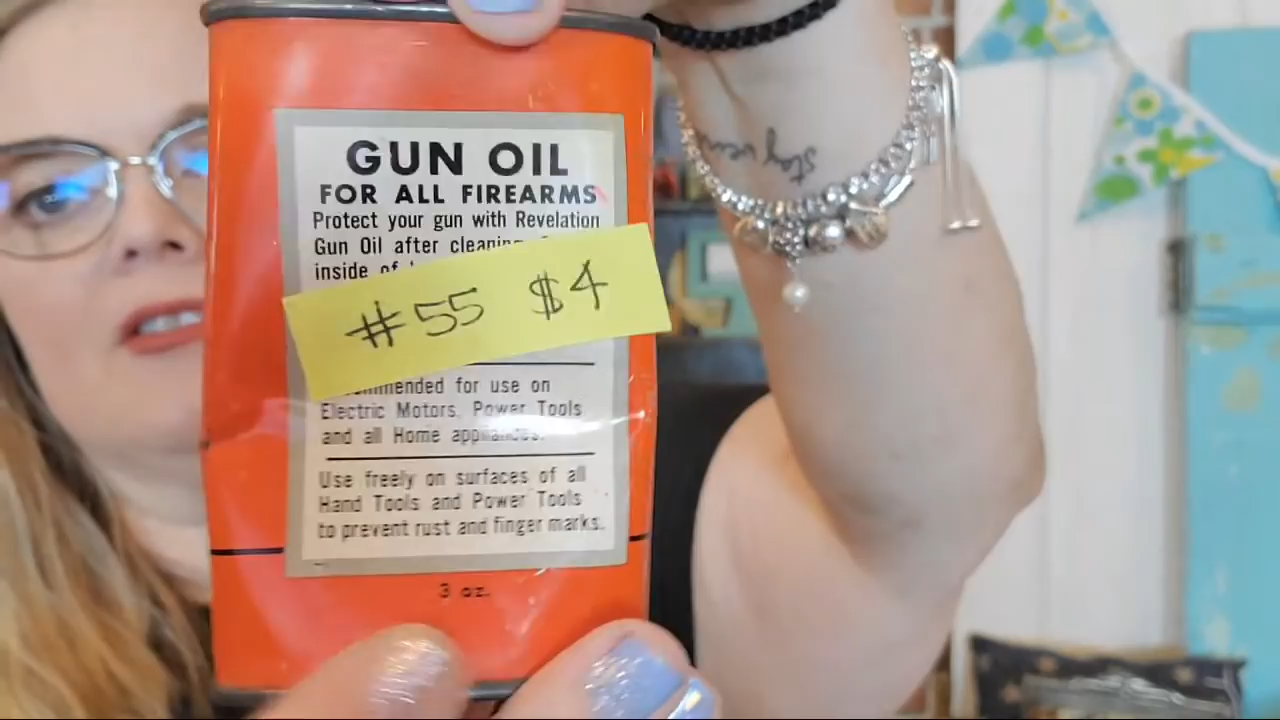 GUN OIL
FOR ALL FIREARMS
Protect your gun with Revelation
Gun Oil after cleaning
inside of
#55 $4
for use on
Electric Motors, Power Tools
and all Home appliances.
Use freely on surfaces of all
Hand Tools and Power Tools
to prevent rust and finger marks.
3 oz.
Stay